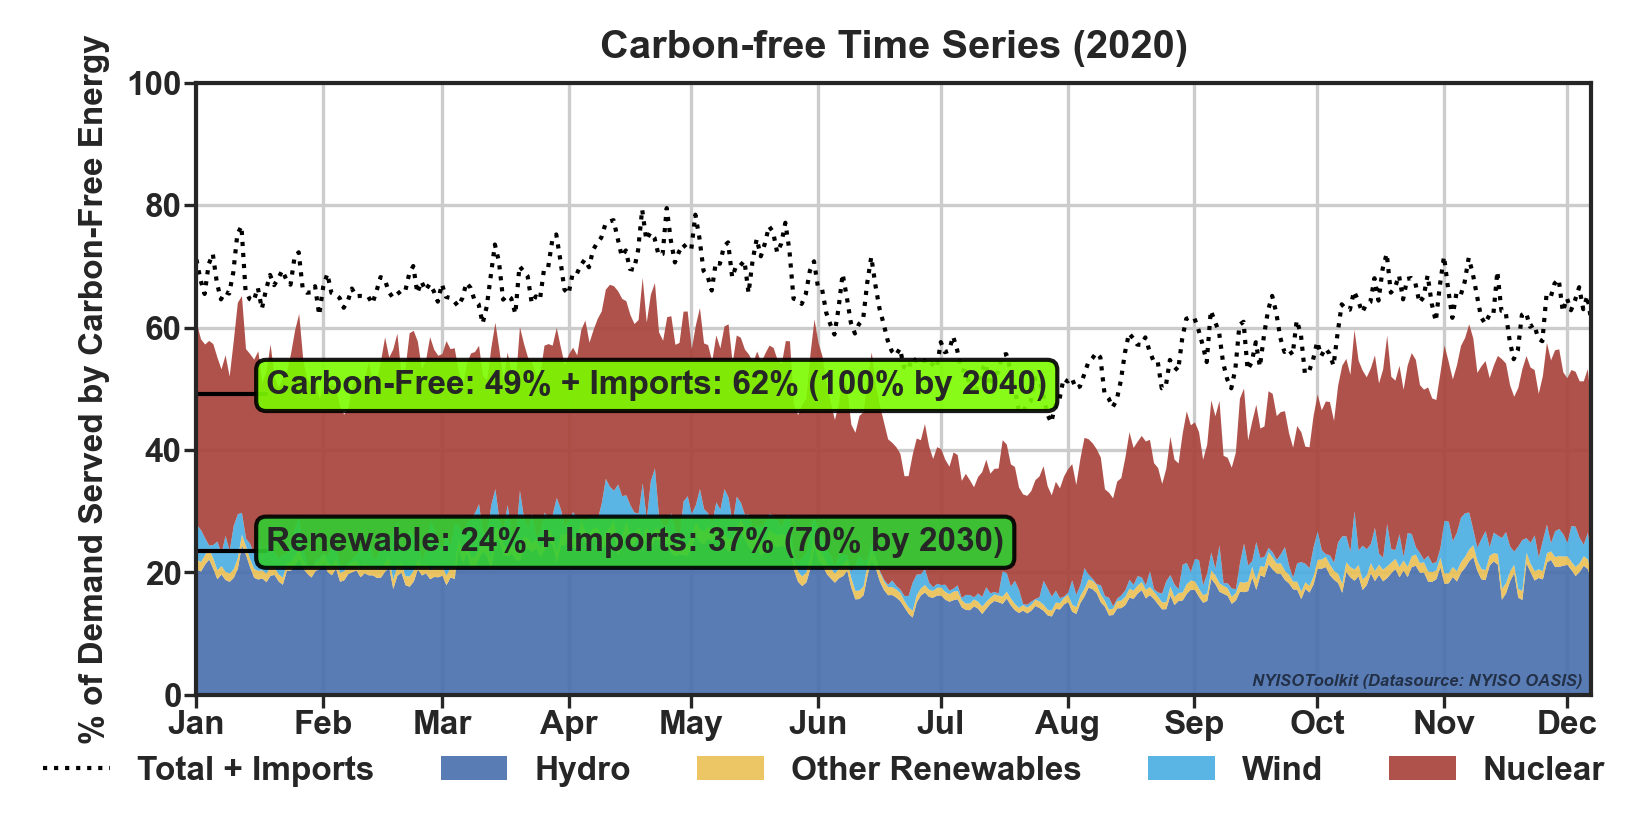 Carbon-free Time Series (2020)
% of Demand Served by Carbon-Free Energy
100
80
60
40
20
0
Carbon-Free: 49% + Imports: 62% (100% by 2040)
Renewable: 24% + Imports: 37% (70% by 2030)
NYISOToolkit (Datasource: NYISO OASIS)
Jan Feb Mar Apr May Jun Jul Aug Sep Oct Nov Dec
Total + Imports Hydro Other Renewables Wind Nuclear